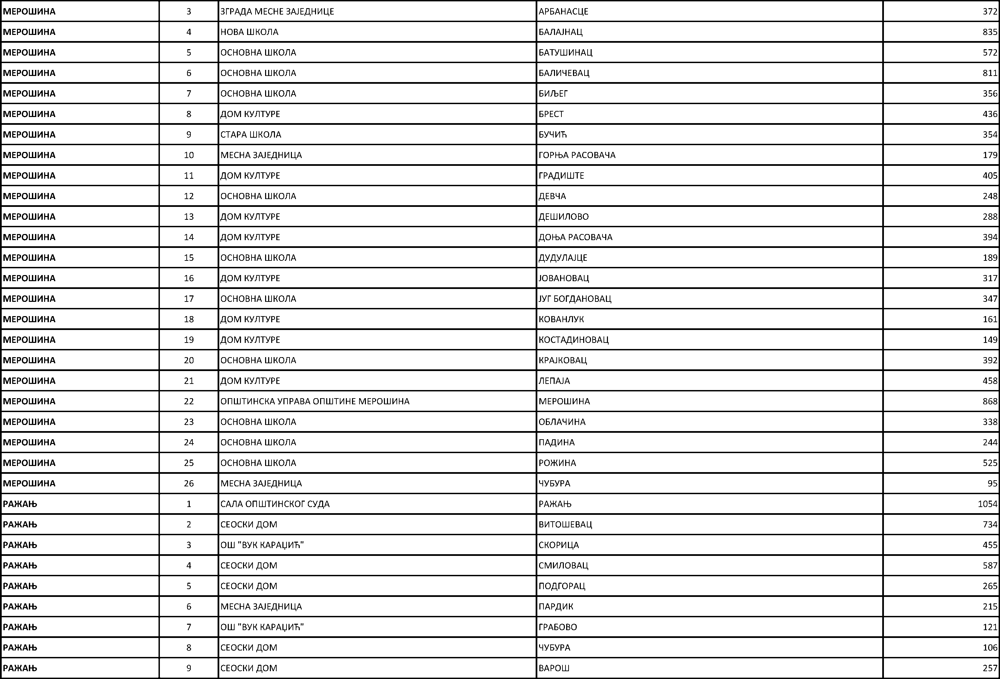 МЕРОШИНА 3 ЗГРАДА МЕСНЕ ЗАЈЕДНИЦЕ АРБАНАСЦЕ 372
МЕРОШИНА 4 НОВА ШКОЛА БАЛАЈНАЦ 835
МЕРОШИНА 5 ОСНОВНА ШКОЛА БАТУШИНАЦ 572
МЕРОШИНА 6 ОСНОВНА ШКОЛА БАЛИЧЕВАЦ 811
МЕРОШИНА 7 ОСНОВНА ШКОЛА БИЉЕГ 356
МЕРОШИНА 8 ДОМ КУЛТУРЕ БРЕСТ 436
МЕРОШИНА 9 СТАРА ШКОЛА БУЧИЋ 354
МЕРОШИНА 10 МЕСНА ЗАЈЕДНИЦА ГОРЊА РАСОВАЧА 179
МЕРОШИНА 11 ДОМ КУЛТУРЕ ГРАДИШТЕ 405
МЕРОШИНА 12 ОСНОВНА ШКОЛА ДЕВЧА 248
МЕРОШИНА 13 ДОМ КУЛТУРЕ ДЕШИЛОВО 288
МЕРОШИНА 14 ДОМ КУЛТУРЕ ДОЊА РАСОВАЧА 394
МЕРОШИНА 15 ОСНОВНА ШКОЛА ДУДУЛАЈЦЕ 189
МЕРОШИНА 16 ДОМ КУЛТУРЕ ЈОВАНОВАЦ 317
МЕРОШИНА 17 ОСНОВНА ШКОЛА ЈУГ БОГДАНОВАЦ 347
МЕРОШИНА 18 ДОМ КУЛТУРЕ КОВАНЛУК 161
МЕРОШИНА 19 ДОМ КУЛТУРЕ КОСТАДИНОВАЦ 149
МЕРОШИНА 20 ОСНОВНА ШКОЛА КРАЈКОВАЦ 392
МЕРОШИНА 21 ДОМ КУЛТУРЕ ЛЕПАЈА 458
МЕРОШИНА 22 ОПШТИНСКА УПРАВА ОПШТИНЕ МЕРОШИНА МЕРОШИНА 868
МЕРОШИНА 23 ОСНОВНА ШКОЛА ОБЛАЧИНА 338
МЕРОШИНА 24 ОСНОВНА ШКОЛА ПАДИНА 244
МЕРОШИНА 25 ОСНОВНА ШКОЛА РОЖИНА 525
МЕРОШИНА 26 МЕСНА ЗАЈЕДНИЦА ЧУБУРА 95
РАЖАЊ 1 САЛА ОПШТИНСКОГ СУДА РАЖАЊ 1054
РАЖАЊ 2 СЕОСКИ ДОМ ВИТОШЕВАЦ 734
РАЖАЊ 3 ОШ "ВУК КАРАЏИЋ" СКОРИЦА 455
РАЖАЊ 4 СЕОСКИ ДОМ СМИЛОВАЦ 587
РАЖАЊ 5 СЕОСКИ ДОМ ПОДГОРАЦ 265
РАЖАЊ 6 МЕСНА ЗАЈЕДНИЦА ПАРДИК 215
РАЖАЊ 7 ОШ "ВУК КАРАЏИЋ" ГРАБОВО 121
РАЖАЊ 8 СЕОСКИ ДОМ ЧУБУРА 106
РАЖАЊ 9 СЕОСКИ ДОМ ВАРОШ 257